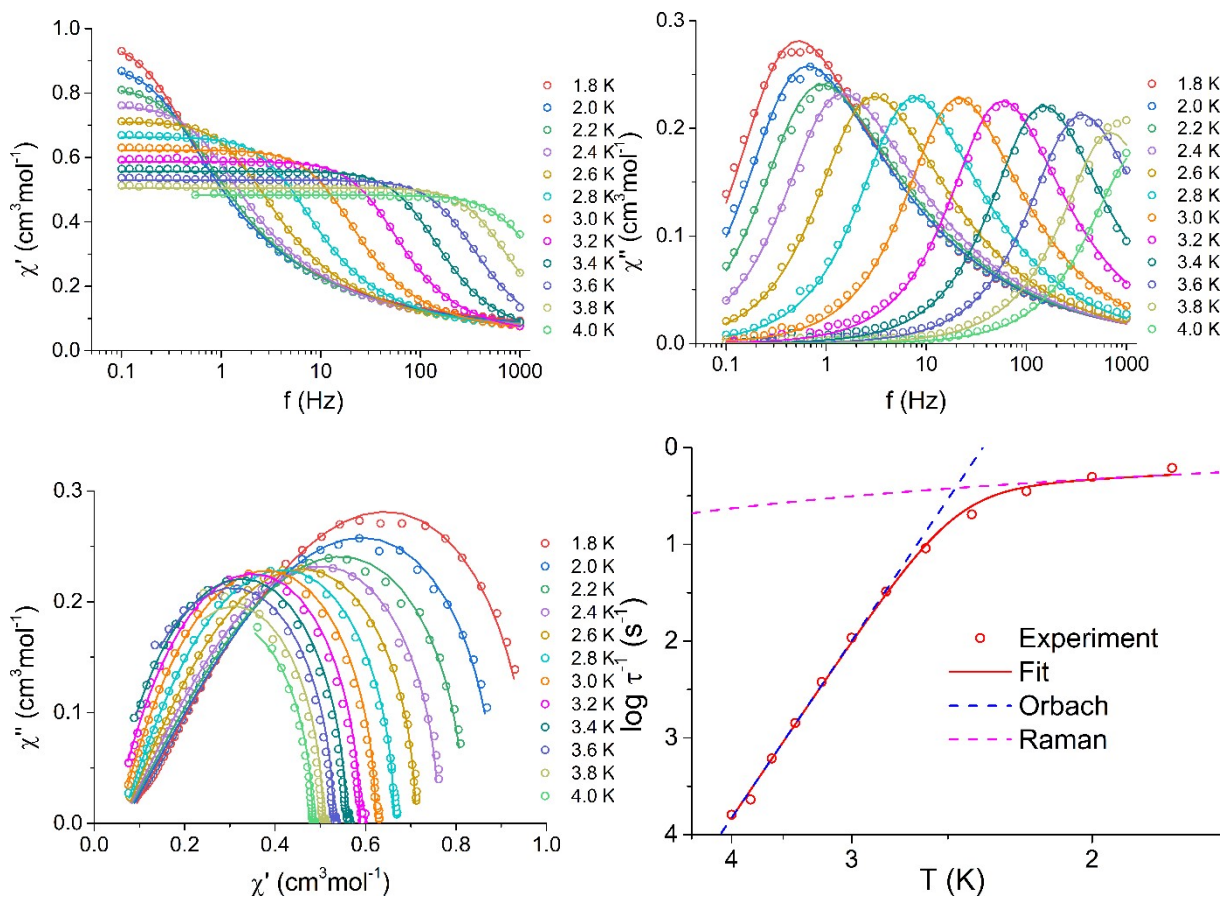 1.0
0.8
0.6
0.4
0.2
0.0
χ' (cm³mol⁻¹)
0.1 1 10 100 1000
f (Hz)
1.8 K
2.0 K
2.2 K
2.4 K
2.6 K
2.8 K
3.0 K
3.2 K
3.4 K
3.6 K
3.8 K
4.0 K
0.3
0.2
0.1
0.0
χ'' (cm³mol⁻¹)
0.1 1 10 100 1000
f (Hz)
1.8 K
2.0 K
2.2 K
2.4 K
2.6 K
2.8 K
3.0 K
3.2 K
3.4 K
3.6 K
3.8 K
4.0 K
0.3
0.2
0.1
0.0
χ'' (cm³mol⁻¹)
0.0 0.2 0.4 0.6 0.8 1.0
χ' (cm³mol⁻¹)
1.8 K
2.0 K
2.2 K
2.4 K
2.6 K
2.8 K
3.0 K
3.2 K
3.4 K
3.6 K
3.8 K
4.0 K
0
1
2
3
4
log τ⁻¹ (s⁻¹)
4 3 2
T (K)
Experiment
Fit
Orbach
Raman